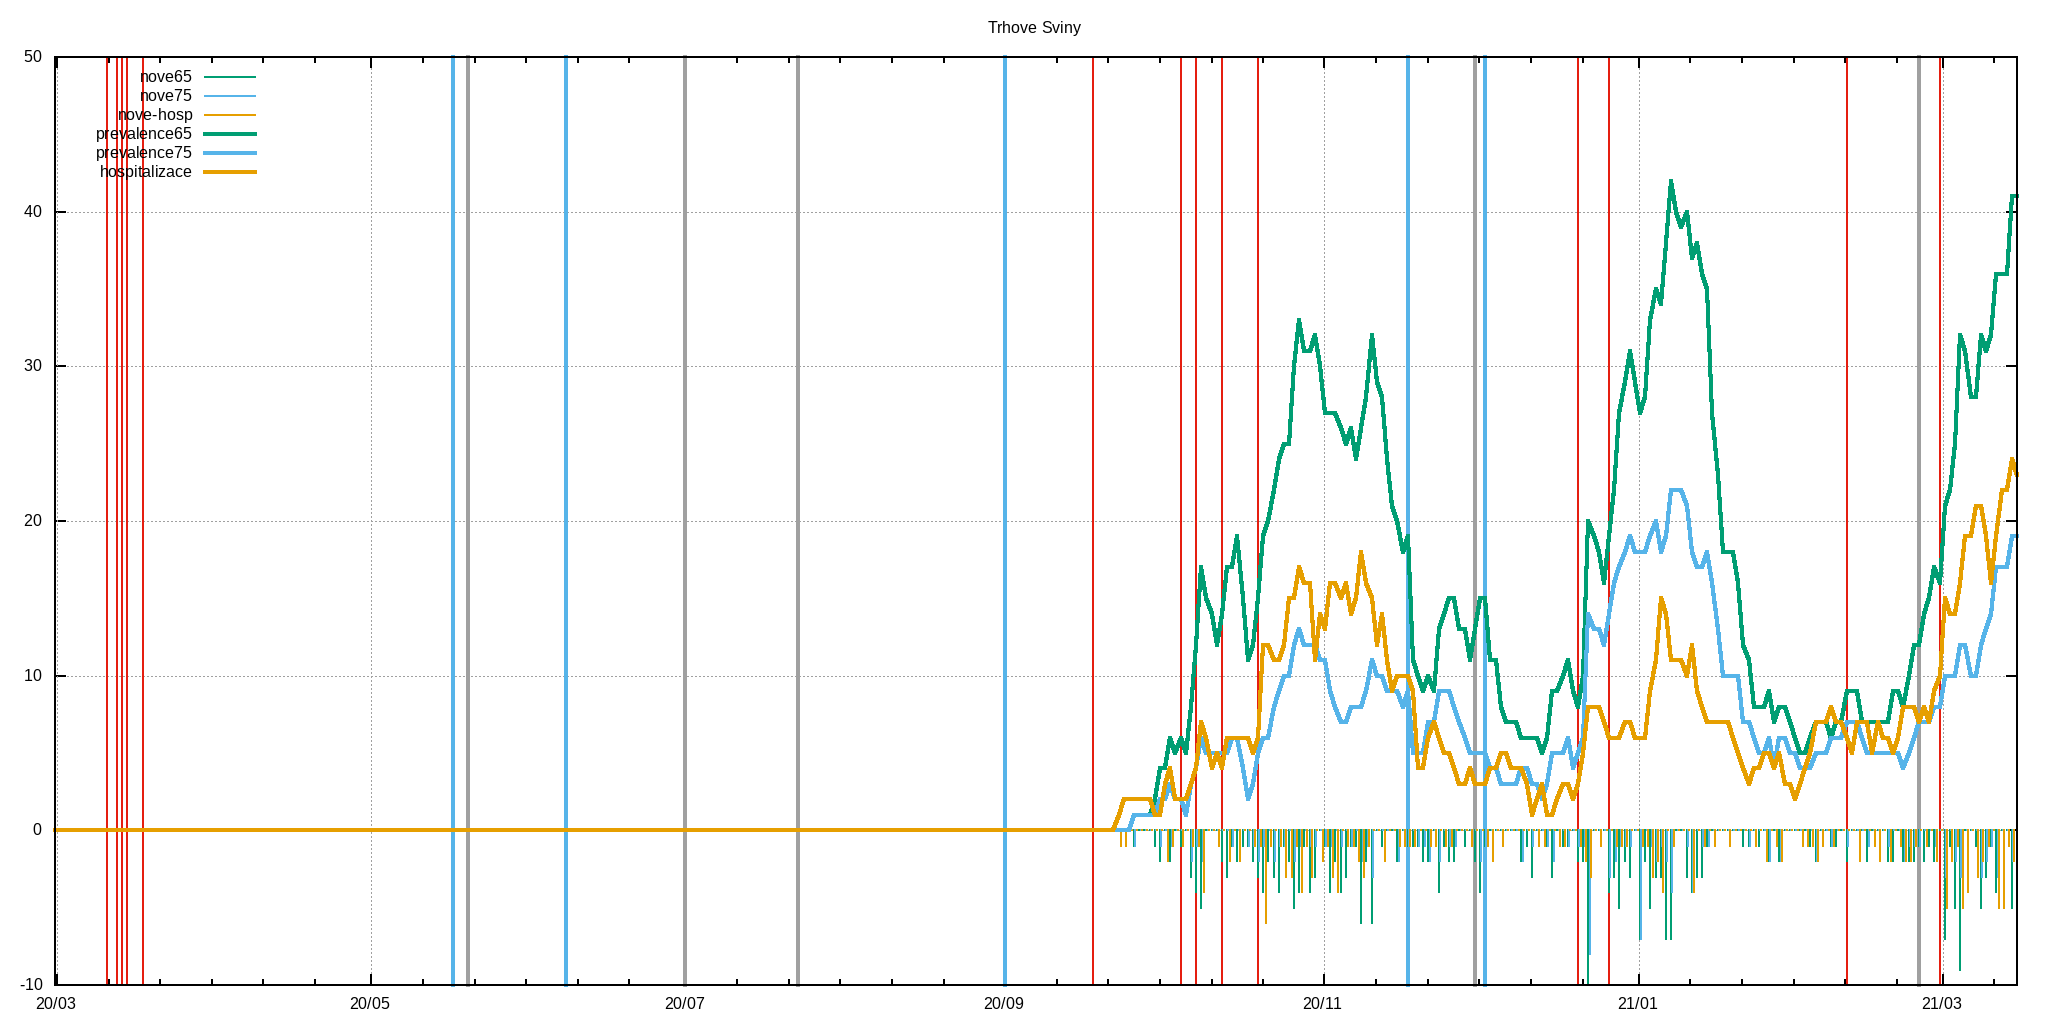 Trhove Sviny
50
nove65
nove75
nove-hosp
prevalence65
prevalence75
hospitalizace
40
30
20
10
0
-10
20/03 20/05 20/07 20/09 20/11 21/01 21/03